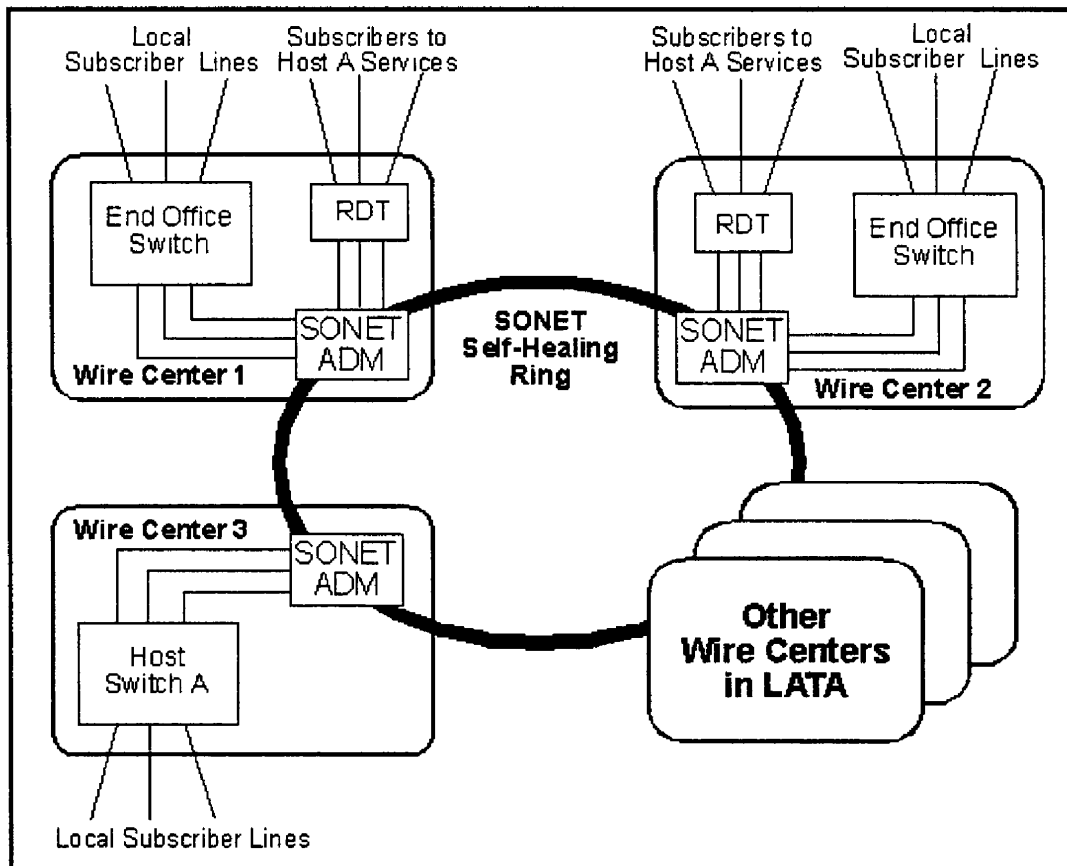 Local
Subscriber Lines
Subscribers to
Host A Services
Subscribers to
Host A Services
Local
Subscriber Lines
End Office
Switch
RDT
RDT
End Office
Switch
SONET
ADM
SONET
Self-Healing
Ring
SONET
ADM
Wire Center 1
Wire Center 2
Wire Center 3
SONET
ADM
Host
Switch A
Other
Wire Centers
in LATA
Local Subscriber Lines